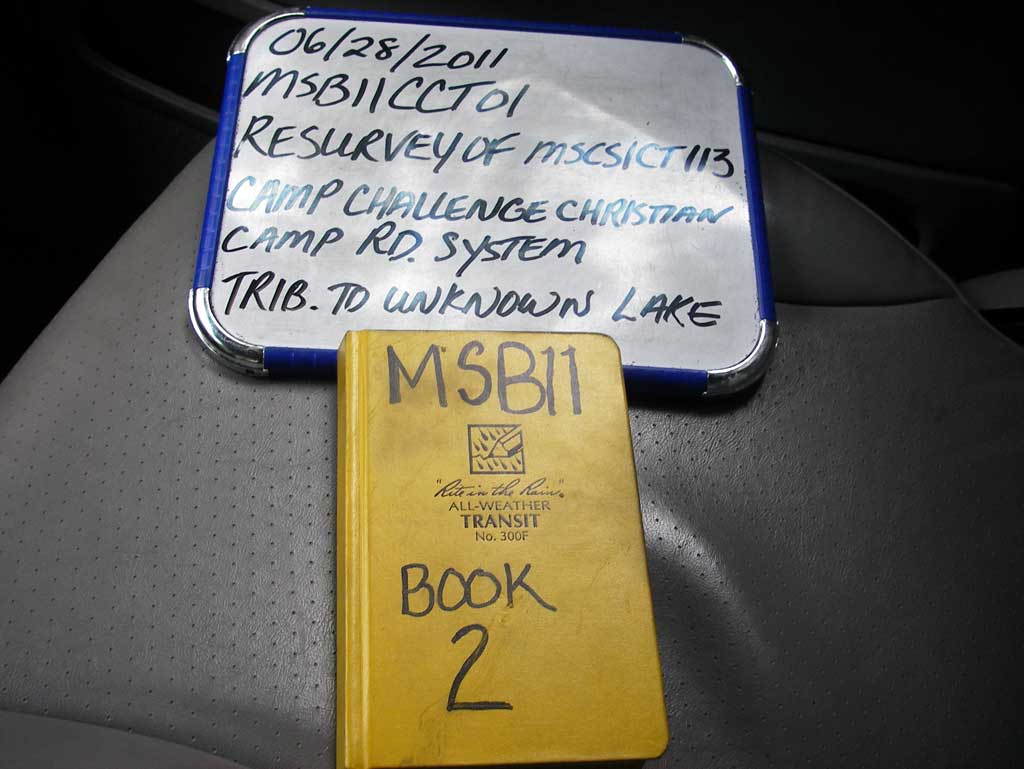 06/28/2011
MSB11CCT01
RESURVEY OF MSCSICT113
CAMP CHALLENGE CHRISTIAN
CAMP RD. SYSTEM
TRIB. TO UNKNOWN LAKE
MSB11
"Rite in the Rain"®
ALL-WEATHER
TRANSIT
No. 300F
BOOK
2